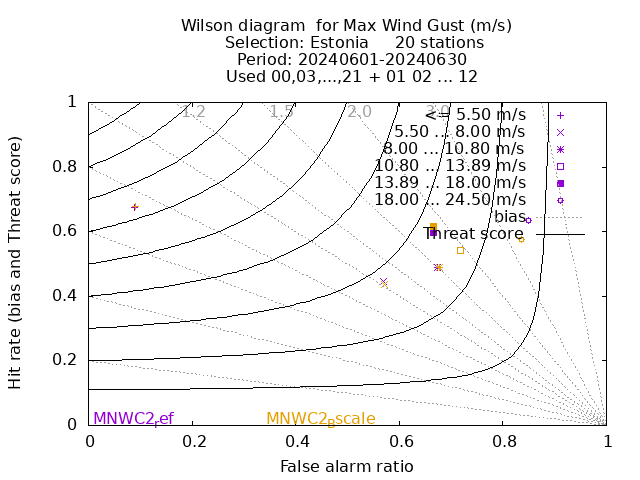 Wilson diagram  for Max Wind Gust (m/s)
Selection: Estonia     20 stations
Period: 20240601-20240630
Used 00,03,...,21 + 01 02 ... 12
Hit rate (bias and Threat score)
1
0.8
0.6
0.4
0.2
0
1.2 1.5 2.0 3.0
<= 5.50 m/s
5.50 ... 8.00 m/s
8.00 ... 10.80 m/s
10.80 ... 13.89 m/s
13.89 ... 18.00 m/s
18.00 ... 24.50 m/s
bias
Threat score
MNWC2ref MNWC2Bscale
0 0.2 0.4 0.6 0.8 1
False alarm ratio